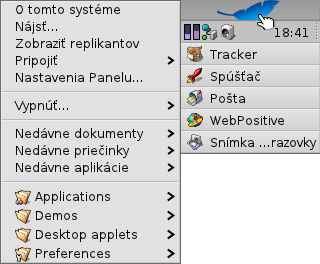 O tomto systéme
Nájsť...
Zobraziť replikantov
Pripojiť
Nastavenia Panelu...
Vypnúť...
Nedávne dokumenty
Nedávne priečinky
Nedávne aplikácie
Applications
Demos
Desktop applets
Preferences
18:41
Tracker
Spúšťač
Pošta
WebPositive
Snímka ...razovky